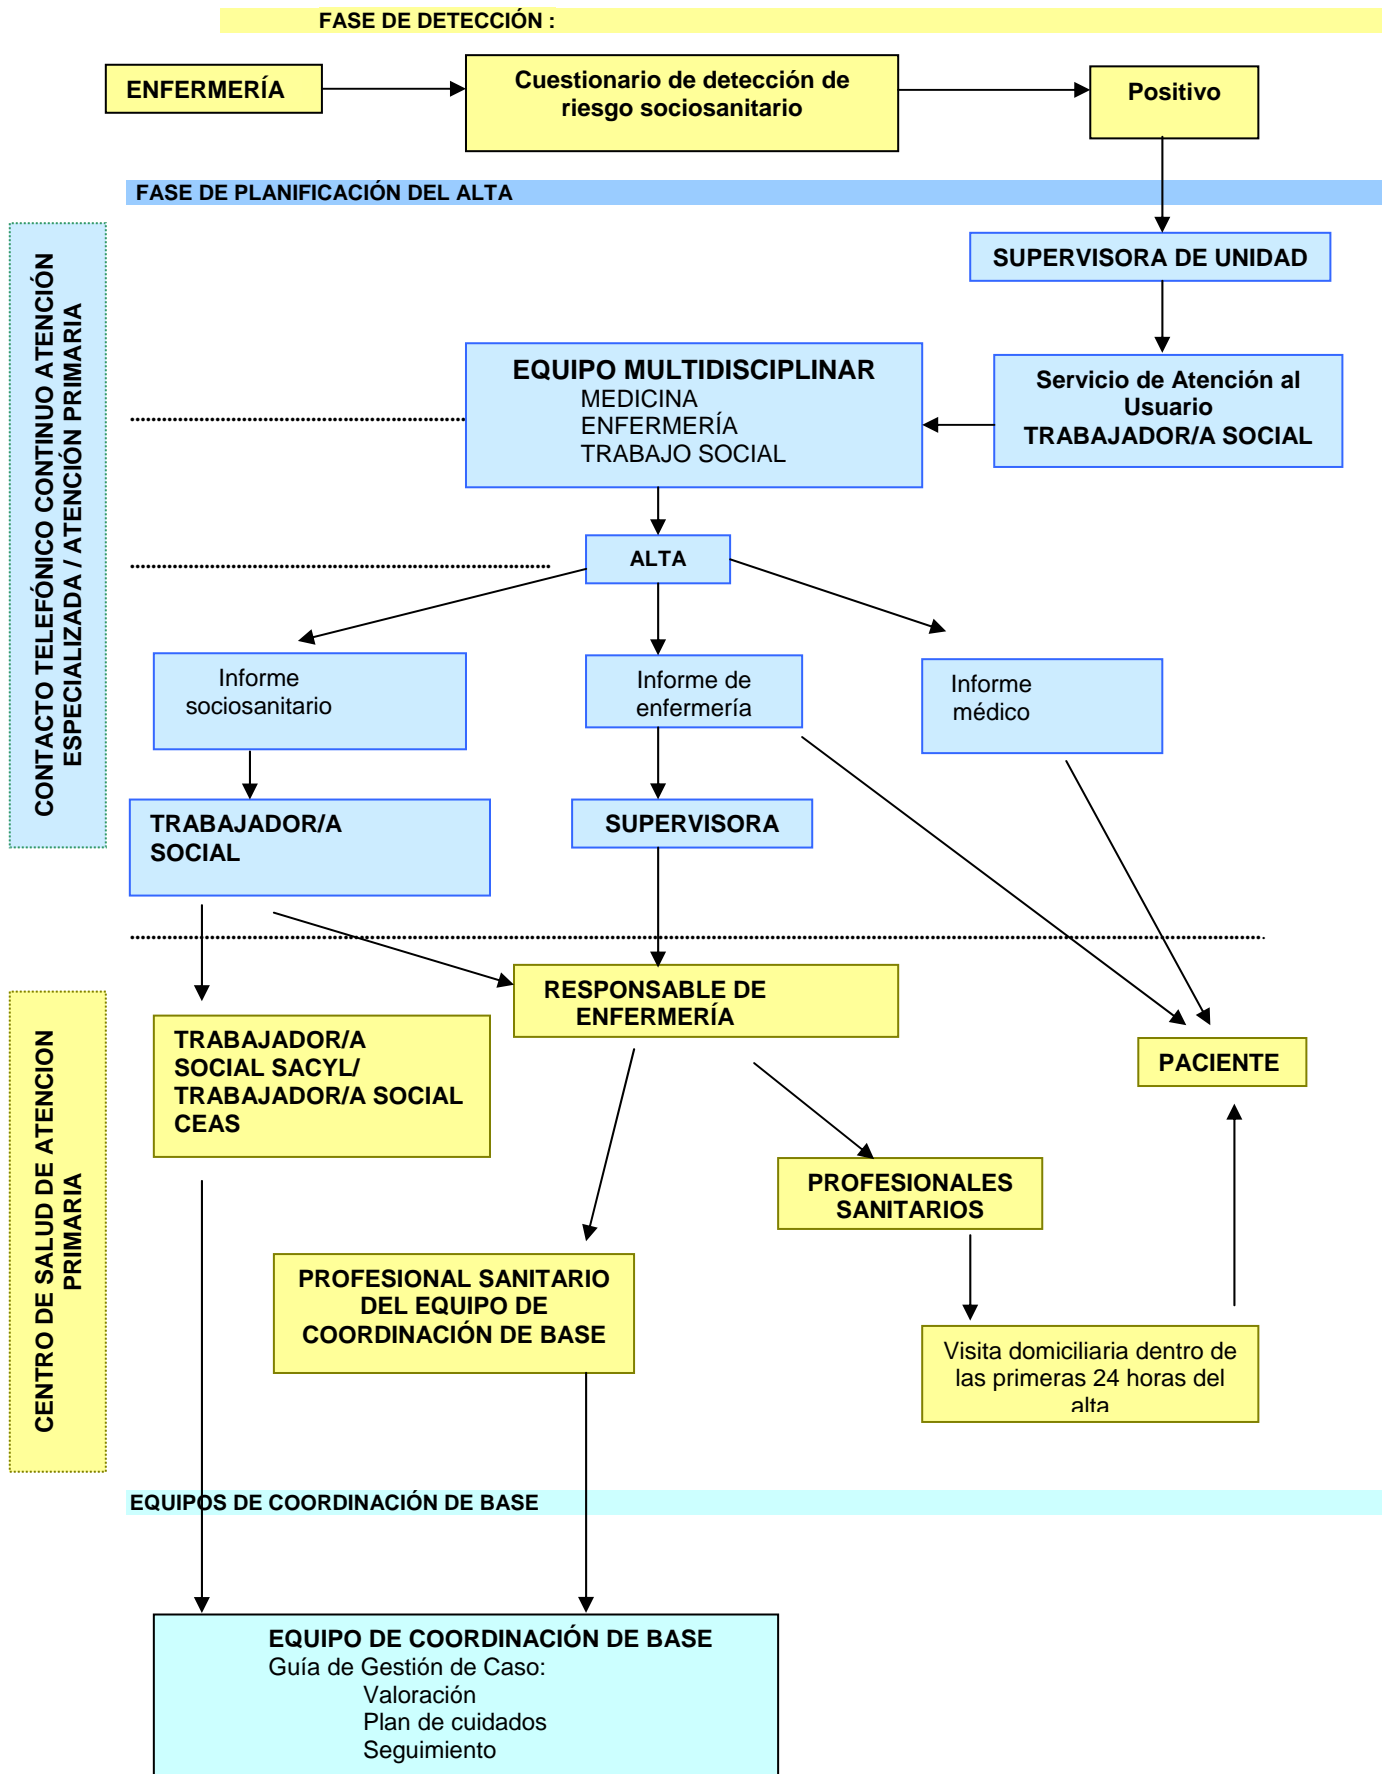 FASE DE DETECCIÓN :
ENFERMERÍA
Cuestionario de detección de
riesgo sociosanitario
Positivo
FASE DE PLANIFICACIÓN DEL ALTA
CONTACTO TELEFÓNICO CONTINUO ATENCIÓN
ESPECIALIZADA / ATENCIÓN PRIMARIA
SUPERVISORA DE UNIDAD
EQUIPO MULTIDISCIPLINAR
MEDICINA
ENFERMERÍA
TRABAJO SOCIAL
Servicio de Atención al
Usuario
TRABAJADOR/A SOCIAL
ALTA
Informe
sociosanitario
Informe de
enfermería
Informe
médico
TRABAJADOR/A
SOCIAL
SUPERVISORA
CENTRO DE SALUD DE ATENCION
PRIMARIA
RESPONSABLE DE
ENFERMERÍA
TRABAJADOR/A
SOCIAL SACYL/
TRABAJADOR/A SOCIAL
CEAS
PACIENTE
PROFESIONALES
SANITARIOS
PROFESIONAL SANITARIO
DEL EQUIPO DE
COORDINACIÓN DE BASE
Visita domiciliaria dentro de
las primeras 24 horas del
alta
EQUIPOS DE COORDINACIÓN DE BASE
EQUIPO DE COORDINACIÓN DE BASE
Guía de Gestión de Caso:
Valoración
Plan de cuidados
Seguimiento